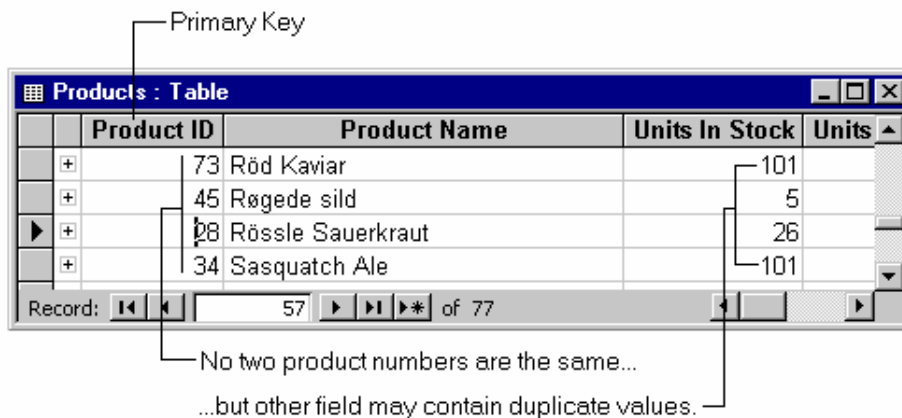 Primary Key
Products : Table
Product ID Product Name Units In Stock Units
73 Röd Kaviar 101
45 Røgede sild 5
28 Rössle Sauerkraut 26
34 Sasquatch Ale 101
Record: 57 of 77
No two product numbers are the same...
...but other field may contain duplicate values.